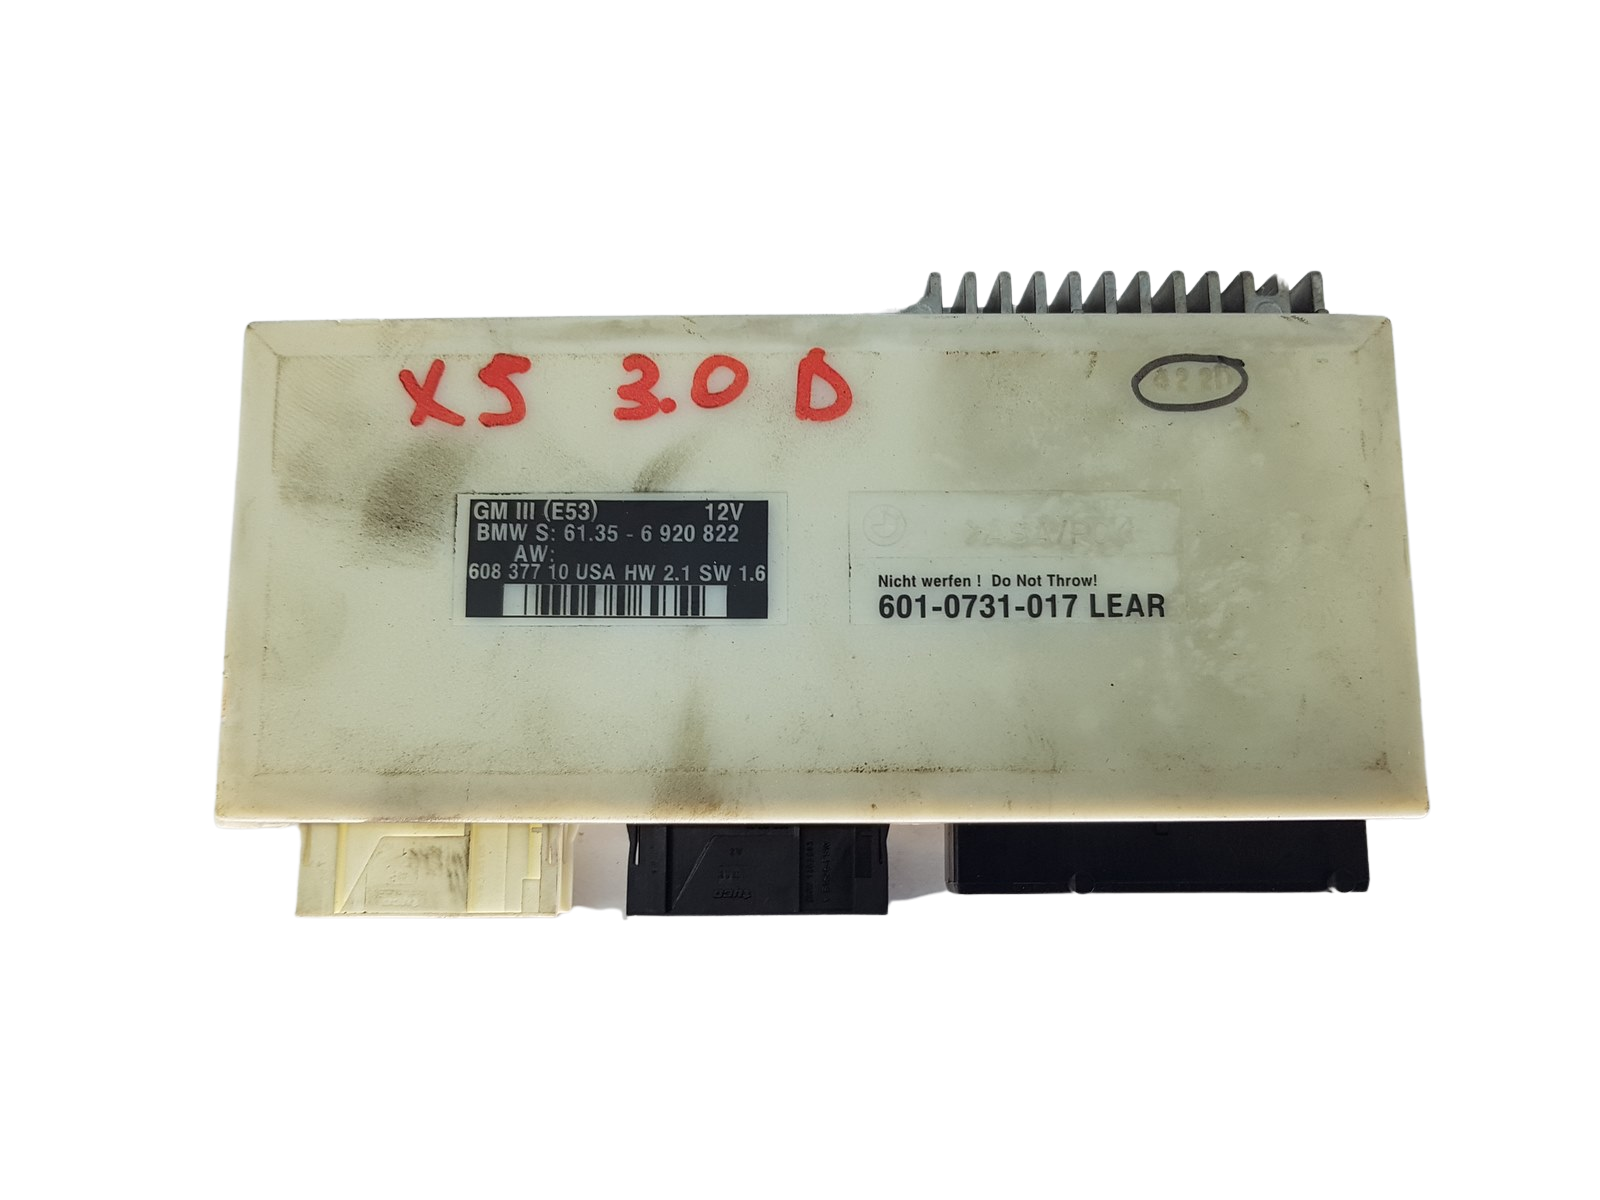 X5 3.0 D
GM III (E53) 12V
BMW S: 61.35 - 6 920 822
AW:
608 377 10 USA HW 2.1 SW 1.6
Nicht werfen ! Do Not Throw!
601-0731-017 LEAR